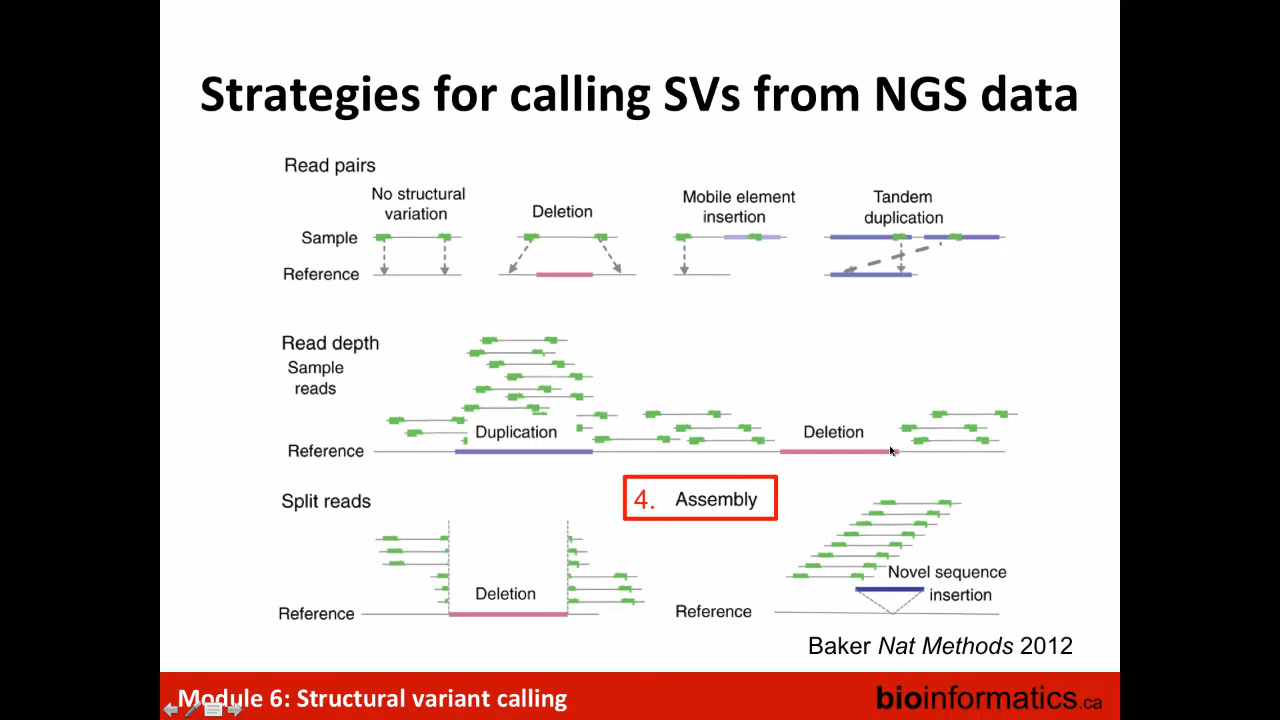 Strategies for calling SVs from NGS data
Read pairs
No structural
variation
Deletion
Mobile element
insertion
Tandem
duplication
Sample
Reference
Read depth
Sample
reads
Duplication
Deletion
Reference
Split reads
4. Assembly
Deletion
Reference
Novel sequence
insertion
Reference
Baker Nat Methods 2012
Module 6: Structural variant calling
bioinformatics.ca